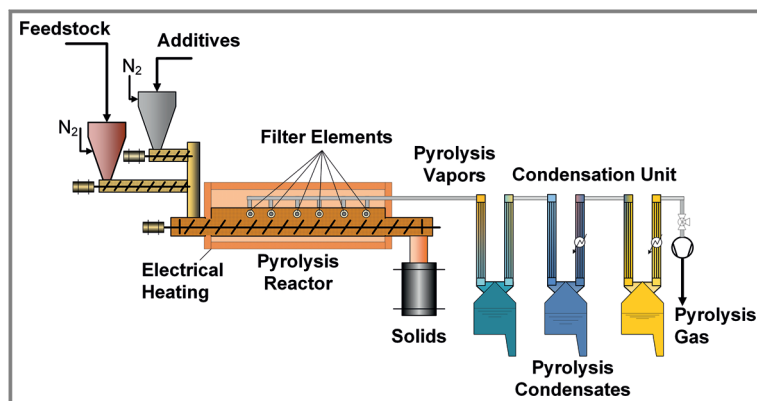 Feedstock
Additives
N2
N2
Filter Elements
Pyrolysis
Vapors
Condensation Unit
Electrical
Heating
Pyrolysis
Reactor
Solids
Pyrolysis
Condensates
Pyrolysis
Gas